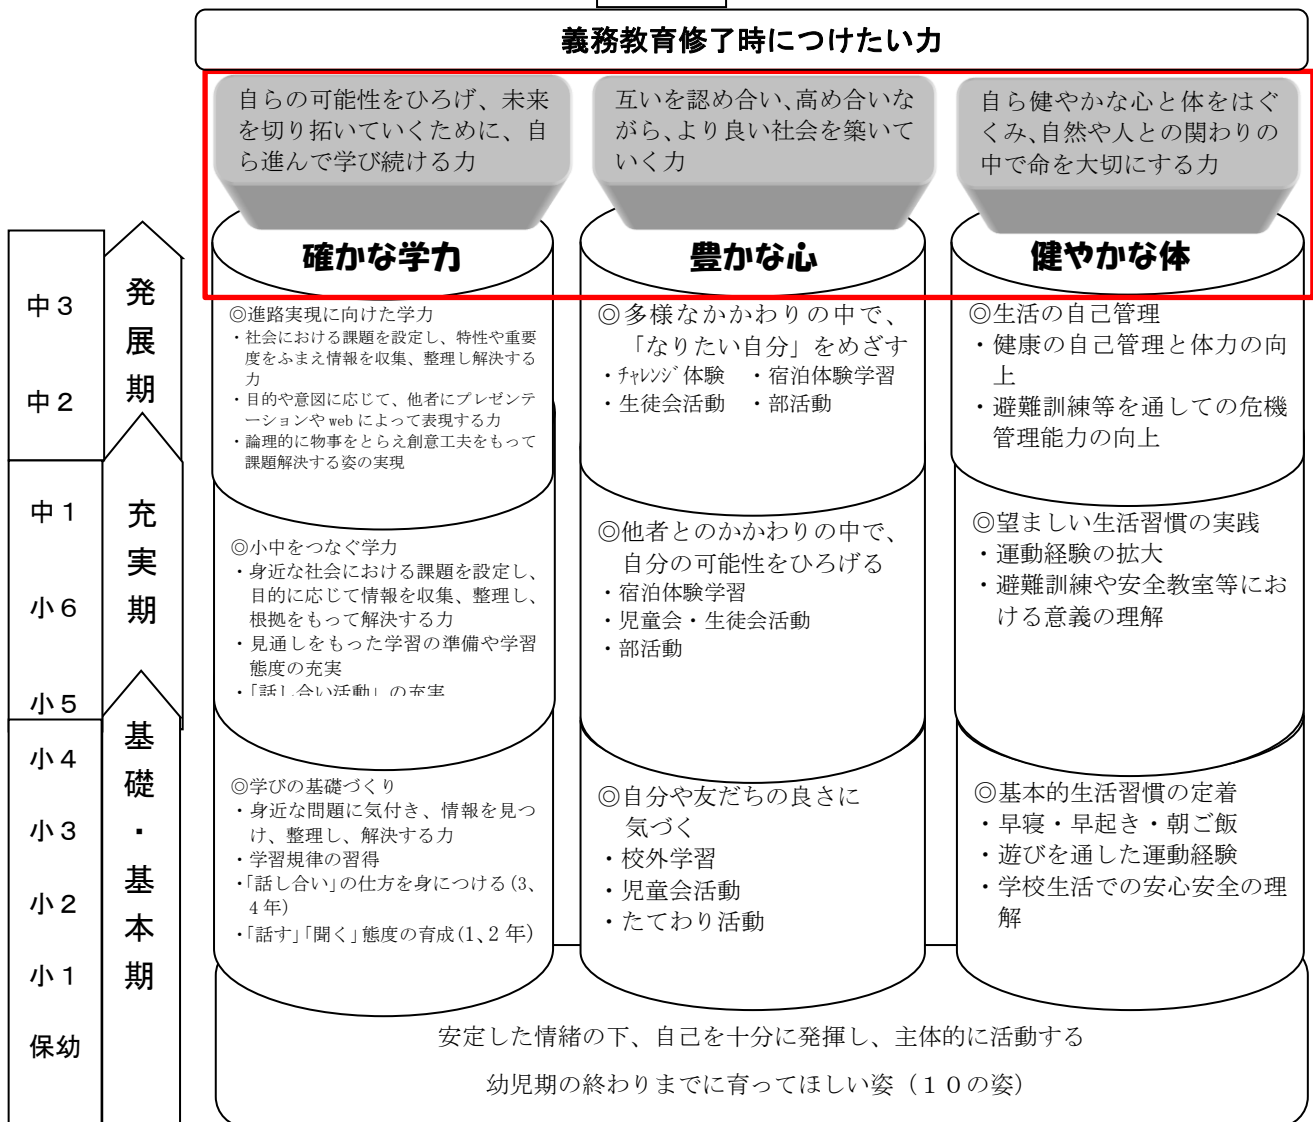 義務教育修了時につけたい力
自らの可能性をひろげ、未来
を切り拓いていくために、自
ら進んで学び続ける力
互いを認め合い、高め合いな
がら、より良い社会を築いて
いく力
自ら健やかな心と体をはぐ
くみ、自然や人との関わりの
中で命を大切にする力
確かな学力
豊かな心
健やかな体
中3
中2
中1
小6
小5
小4
小3
小2
小1
保幼
発展期
充実期
基礎・基本期
◎進路実現に向けた学力
・社会における課題を設定し、特性や重要
度をふまえ情報を収集、整理し解決する
力
・目的や意図に応じて、他者にプレゼンテ
ーションや web によって表現する力
・論理的に物事をとらえ創意工夫をもって
課題解決する姿の実現
◎多様なかかわりの中で、
「なりたい自分」をめざす
・ﾁｬﾚﾝｼﾞ体験 ・宿泊体験学習
・生徒会活動 ・部活動
◎生活の自己管理
・健康の自己管理と体力の向
上
・避難訓練等を通しての危機
管理能力の向上
◎小中をつなぐ学力
・身近な社会における課題を設定し、
目的に応じて情報を収集、整理し、
根拠をもって解決する力
・見通しをもった学習の準備や学習
態度の充実
・「話し合い活動」の充実
◎他者とのかかわりの中で、
自分の可能性をひろげる
・宿泊体験学習
・児童会・生徒会活動
・部活動
◎望ましい生活習慣の実践
・運動経験の拡大
・避難訓練や安全教室等にお
ける意義の理解
◎学びの基礎づくり
・身近な問題に気付き、情報を見つ
け、整理し、解決する力
・学習規律の習得
・「話し合い」の仕方を身につける(3、
4年)
・「話す」「聞く」態度の育成(1、2年)
◎自分や友だちの良さに
気づく
・校外学習
・児童会活動
・たてわり活動
◎基本的生活習慣の定着
・早寝・早起き・朝ご飯
・遊びを通した運動経験
・学校生活での安心安全の理
解
安定した情緒の下、自己を十分に発揮し、主体的に活動する
幼児期の終わりまでに育ってほしい姿（１０の姿）